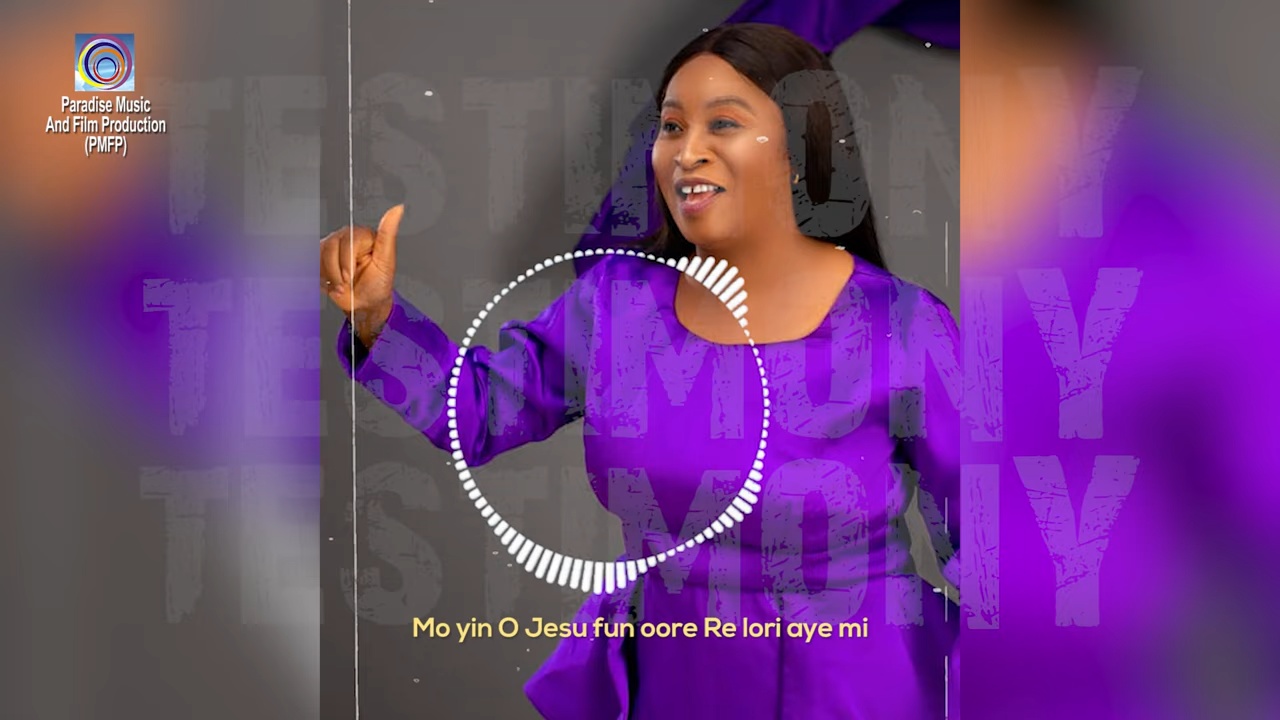 Paradise Music
And Film Production
(PMFP)
TESTIMONY
TESTIMONY
TESTIMONY
Mo yin O Jesu fun oore Re lori aye mi